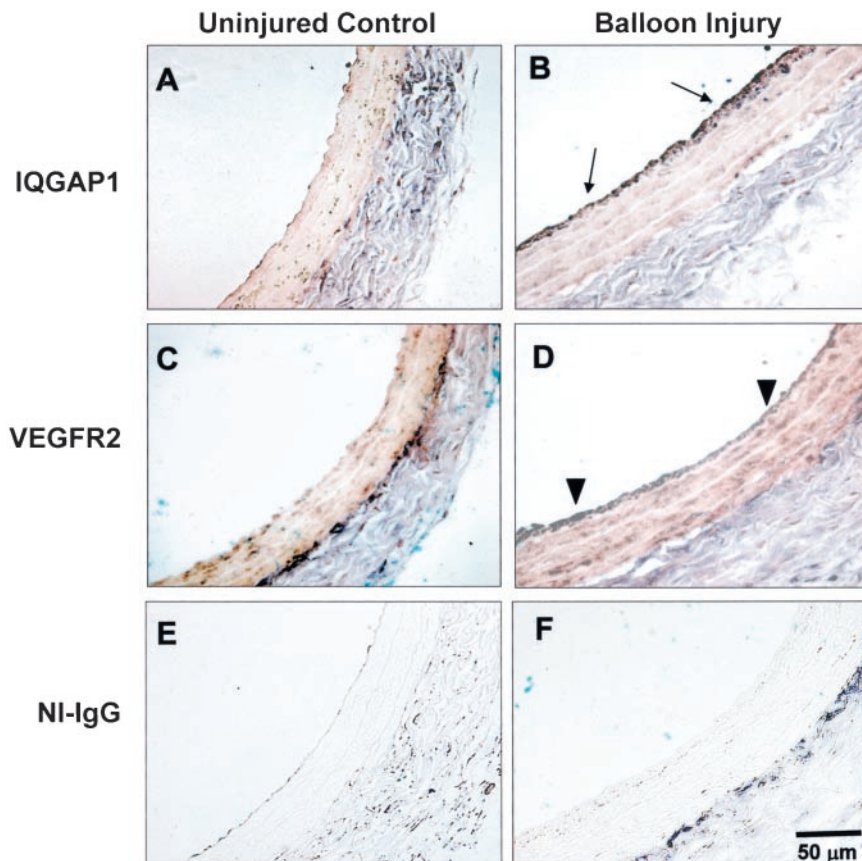 Uninjured Control Balloon Injury
A B
IQGAP1
C D
VEGFR2
E F
NI-IgG
50 μm